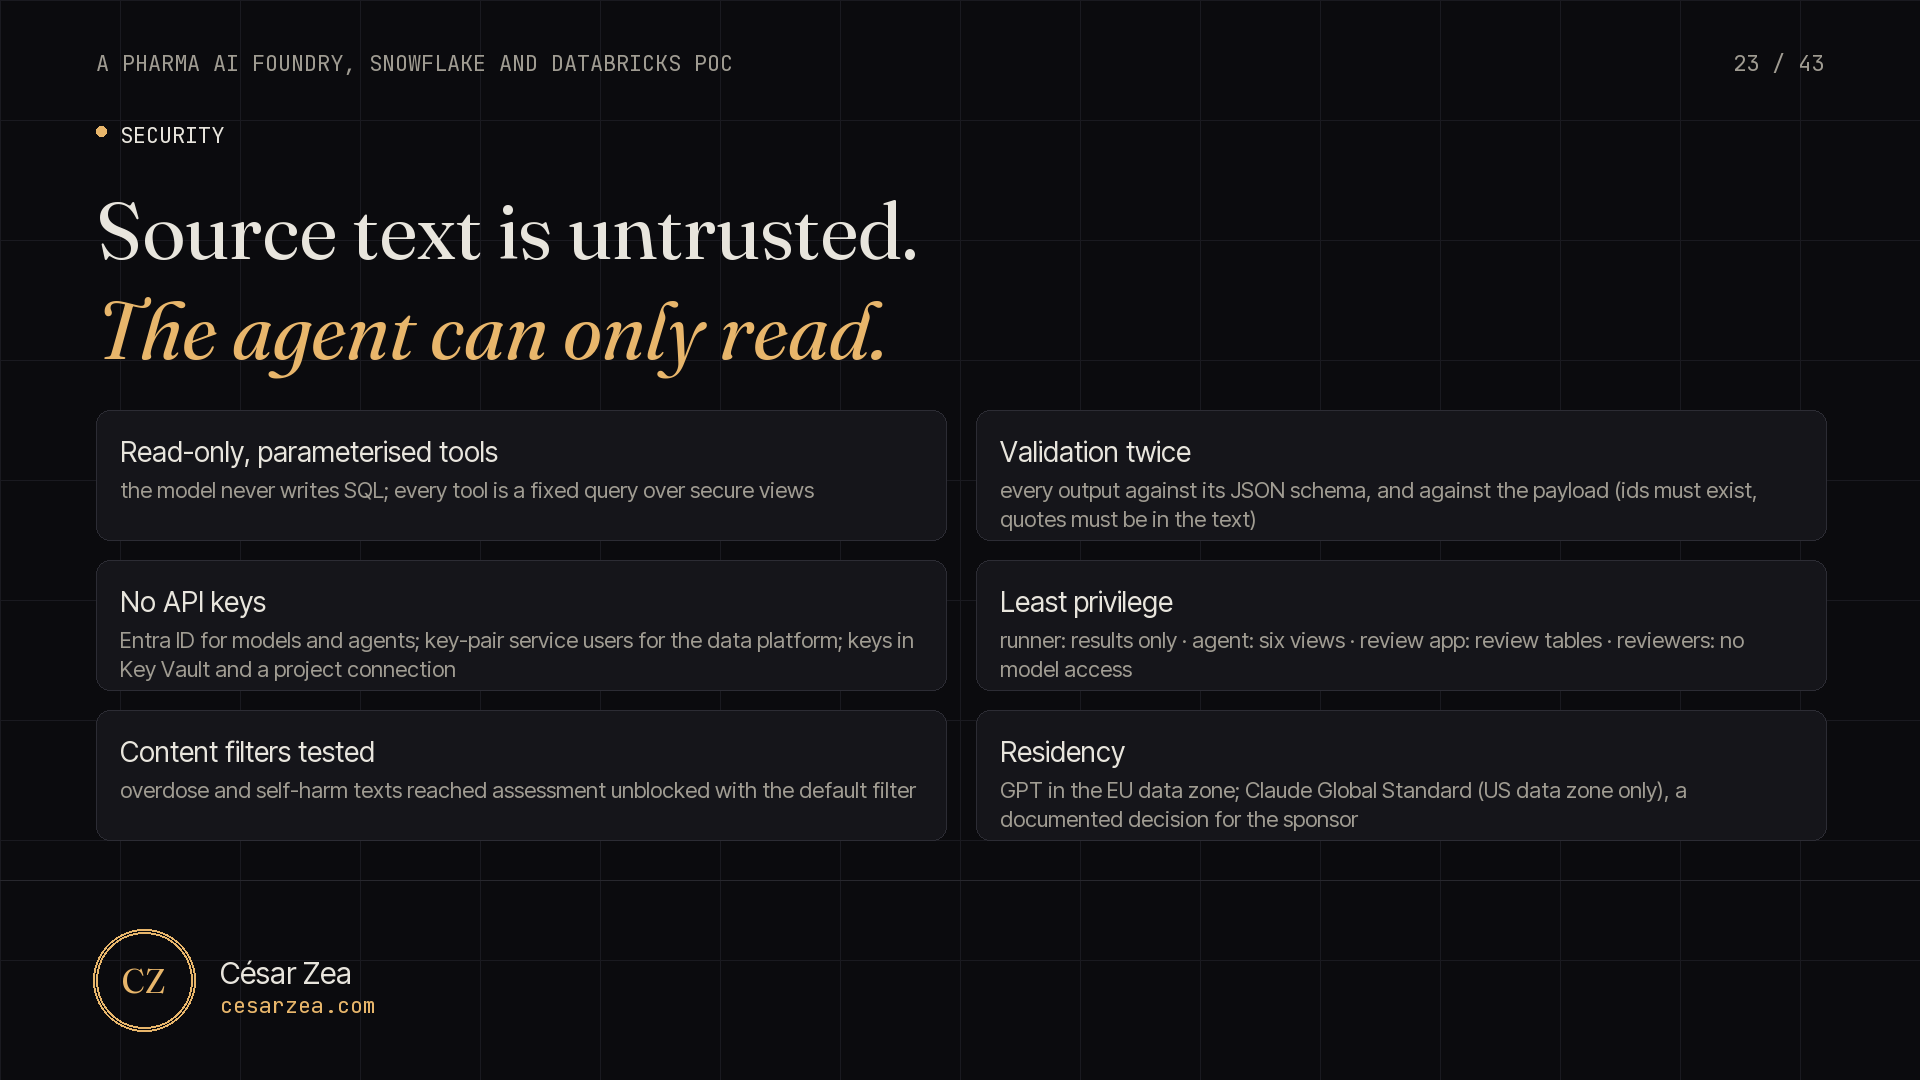 A PHARMA AI FOUNDRY, SNOWFLAKE AND DATABRICKS POC
23 / 43
SECURITY
Source text is untrusted.
The agent can only read.
Read-only, parameterised tools
the model never writes SQL; every tool is a fixed query over secure views
Validation twice
every output against its JSON schema, and against the payload (ids must exist,
quotes must be in the text)
No API keys
Entra ID for models and agents; key-pair service users for the data platform; keys in
Key Vault and a project connection
Least privilege
runner: results only · agent: six views · review app: review tables · reviewers: no
model access
Content filters tested
overdose and self-harm texts reached assessment unblocked with the default filter
Residency
GPT in the EU data zone; Claude Global Standard (US data zone only), a
documented decision for the sponsor
CZ
César Zea
cesarzea.com